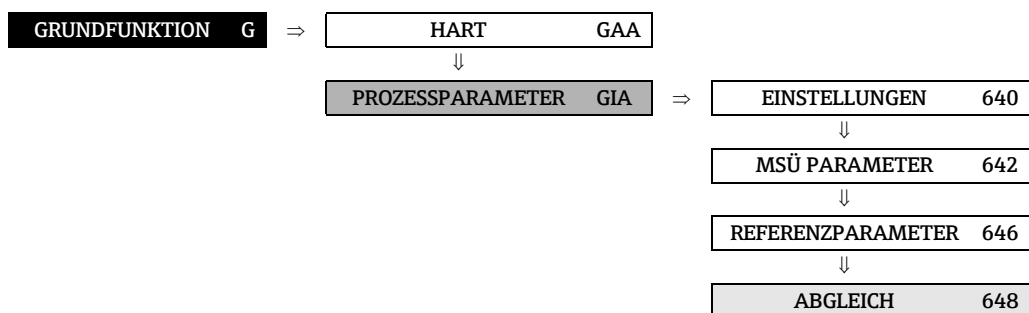 GRUNDFUNKTION G ⇒ HART GAA
⇓
PROZESSPARAMETER GIA ⇒ EINSTELLUNGEN 640
⇓
MSÜ PARAMETER 642
⇓
REFERENZPARAMETER 646
⇓
ABGLEICH 648